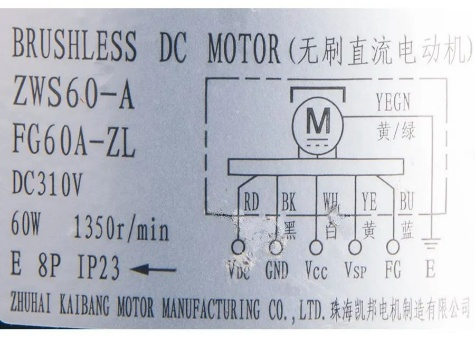 BRUSHLESS DC MOTOR(无刷直流电动机)
ZWS60-A
FG60A-ZL
DC310V
60W 1350r/min
E 8P IP23
M
YEGN
黄/绿
RD BK WH YE BU
黑 白 黄 蓝
VDC GND VCC VSP FG E
ZHUHAI KAIBANG MOTOR MANUFACTURING CO.,LTD. 珠海凯邦电机制造有限公司